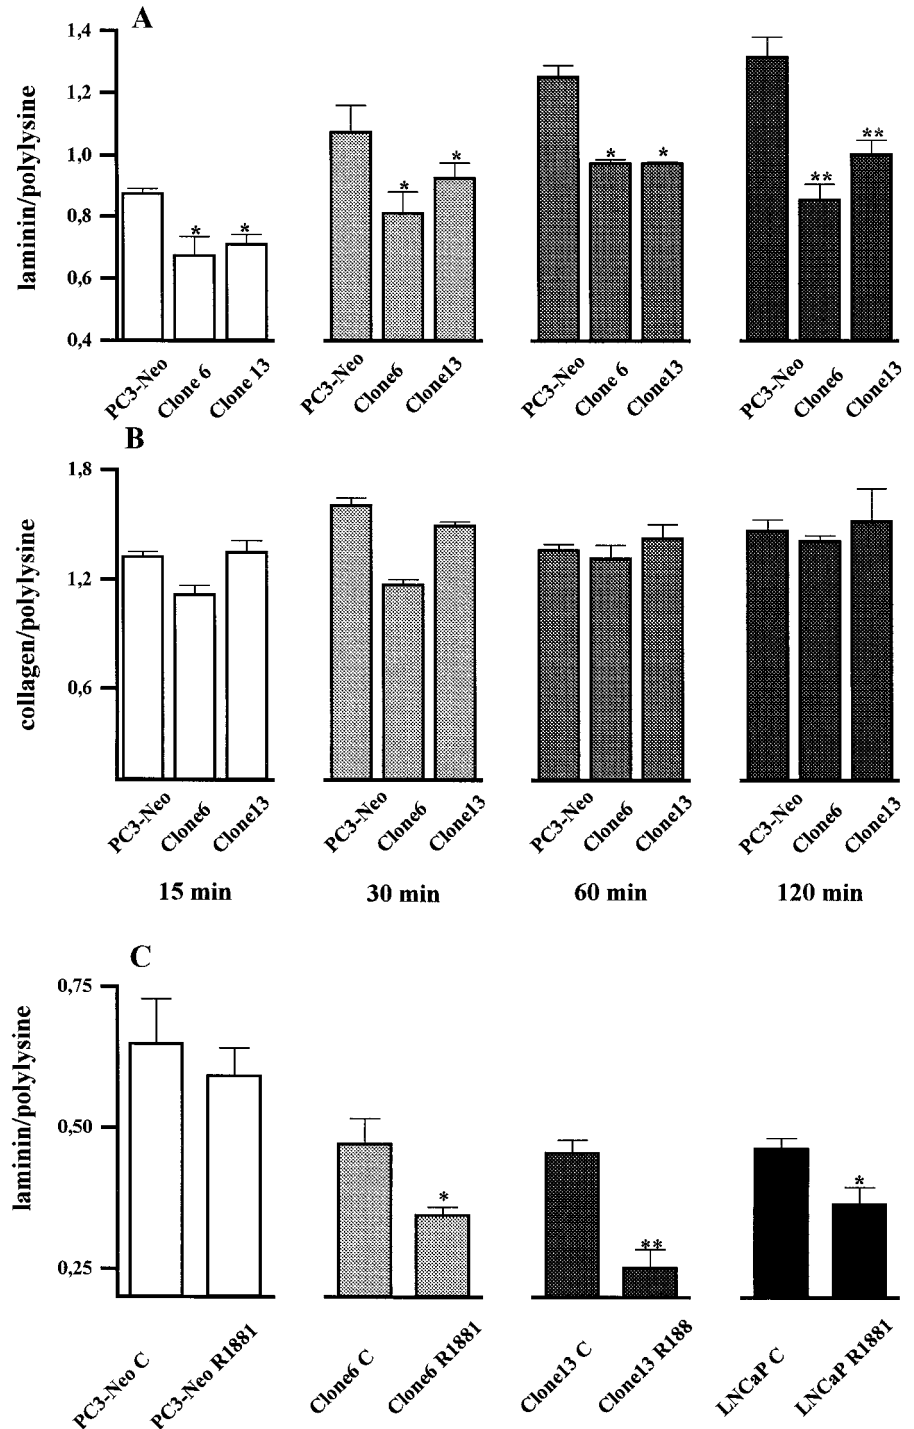 A
1,4
1,2
1,0
0,8
0,6
0,4
laminin/polylysine
* *
* *
* *
** **
PC3-Neo Clone 6 Clone 13
PC3-Neo Clone6 Clone13
PC3-Neo Clone 6 Clone13
PC3-Neo Clone6 Clone13
B
1,8
1,2
0,6
collagen/polylysine
PC3-Neo Clone6 Clone13
PC3-Neo Clone6 Clone13
PC3-Neo Clone6 Clone13
PC3-Neo Clone6 Clone13
15 min 30 min 60 min 120 min
C
0,75
0,50
0,25
laminin/polylysine
*
**
*
PC3-Neo C PC3-Neo R1881
Clone6 C Clone6 R1881
Clone13 C Clone13 R188
LNCaP C LNCaP R1881